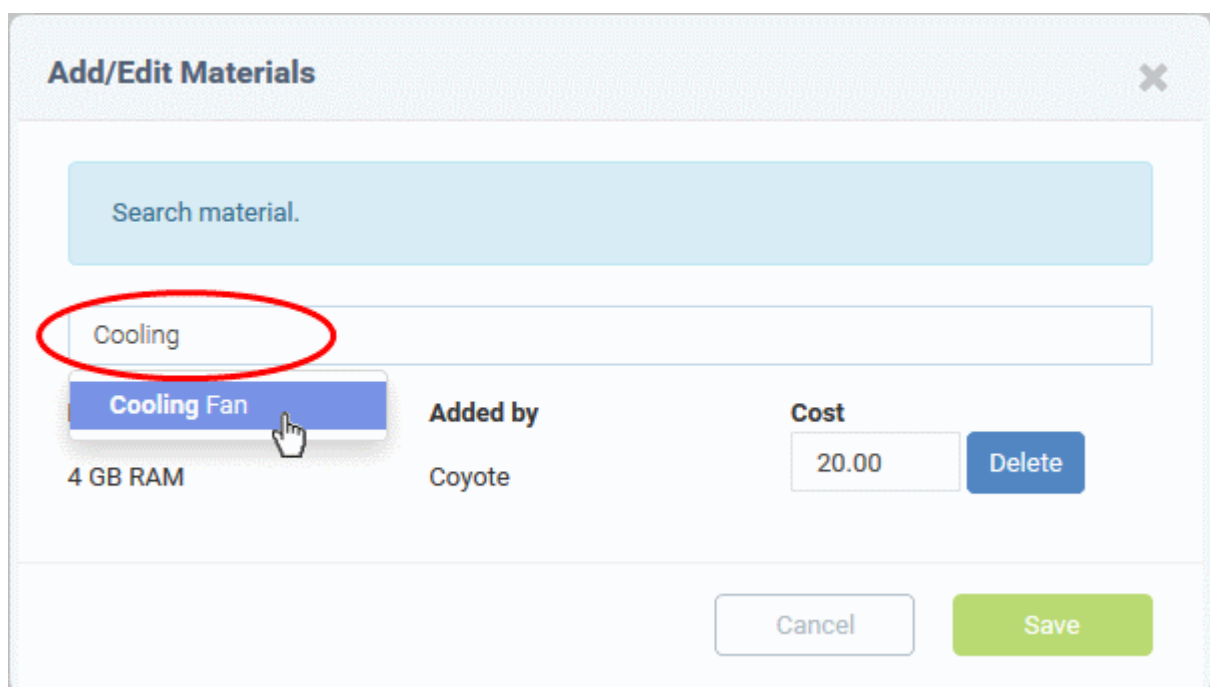 Add/Edit Materials
Search material.
Cooling
Cooling Fan
Added by Cost
4 GB RAM Coyote 20.00 Delete
Cancel Save